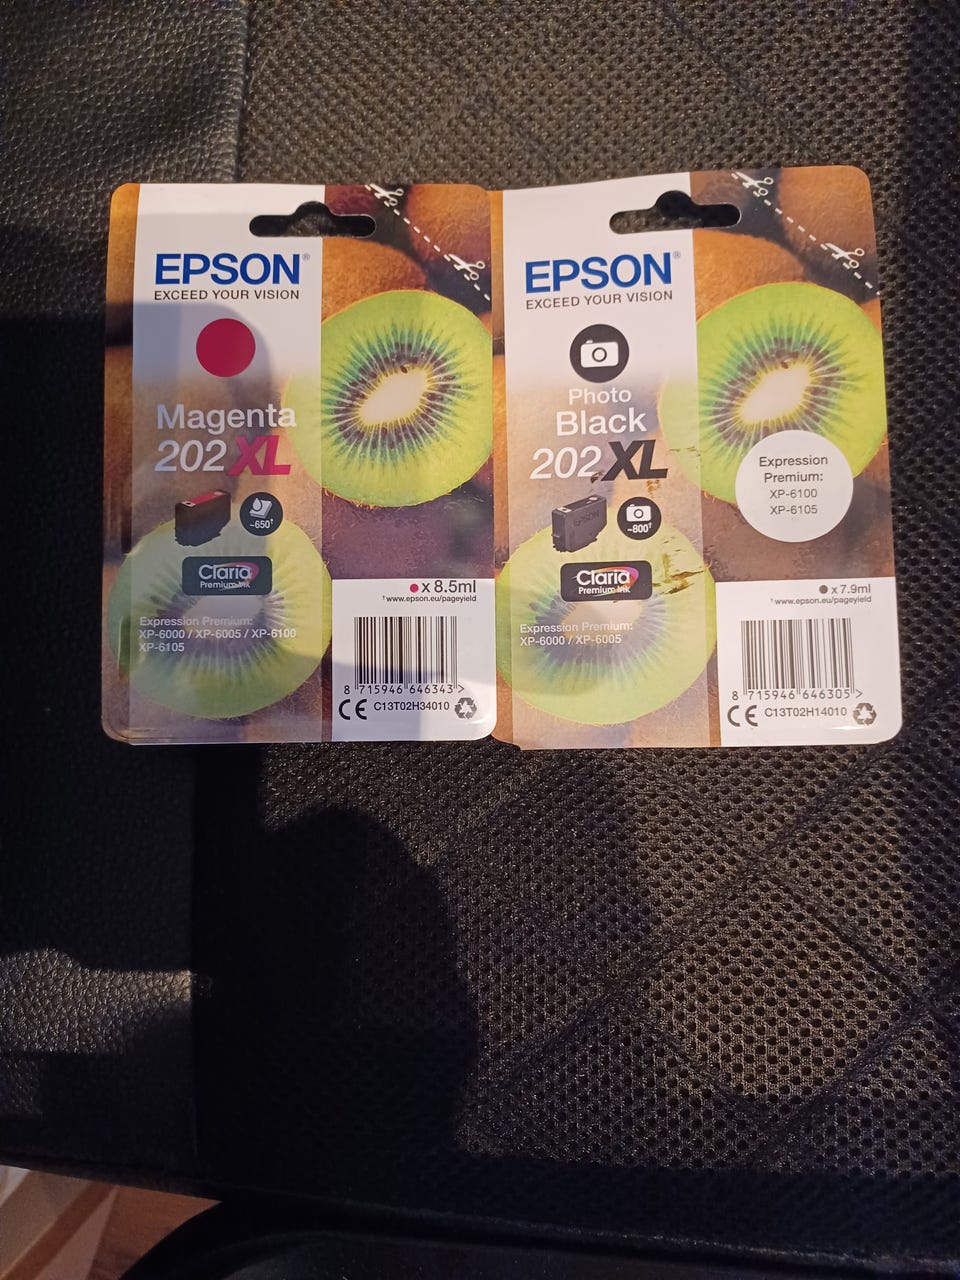 EPSON®
EXCEED YOUR VISION
Magenta
202XL
~650†
Claria
Premium Ink
x 8.5ml
† www.epson.eu/pageyield
Expression Premium:
XP-6000 / XP-6005 / XP-6100
XP-6105
8 715946 646343 >
CE C13T02H34010
EPSON®
EXCEED YOUR VISION
Photo
Black
202XL
EPSON
~800†
Claria
Premium Ink
Expression
Premium:
XP-6100
XP-6105
x 7.9ml
† www.epson.eu/pageyield
Expression Premium:
XP-6000 / XP-6005
8 715946 646305 >
CE C13T02H14010